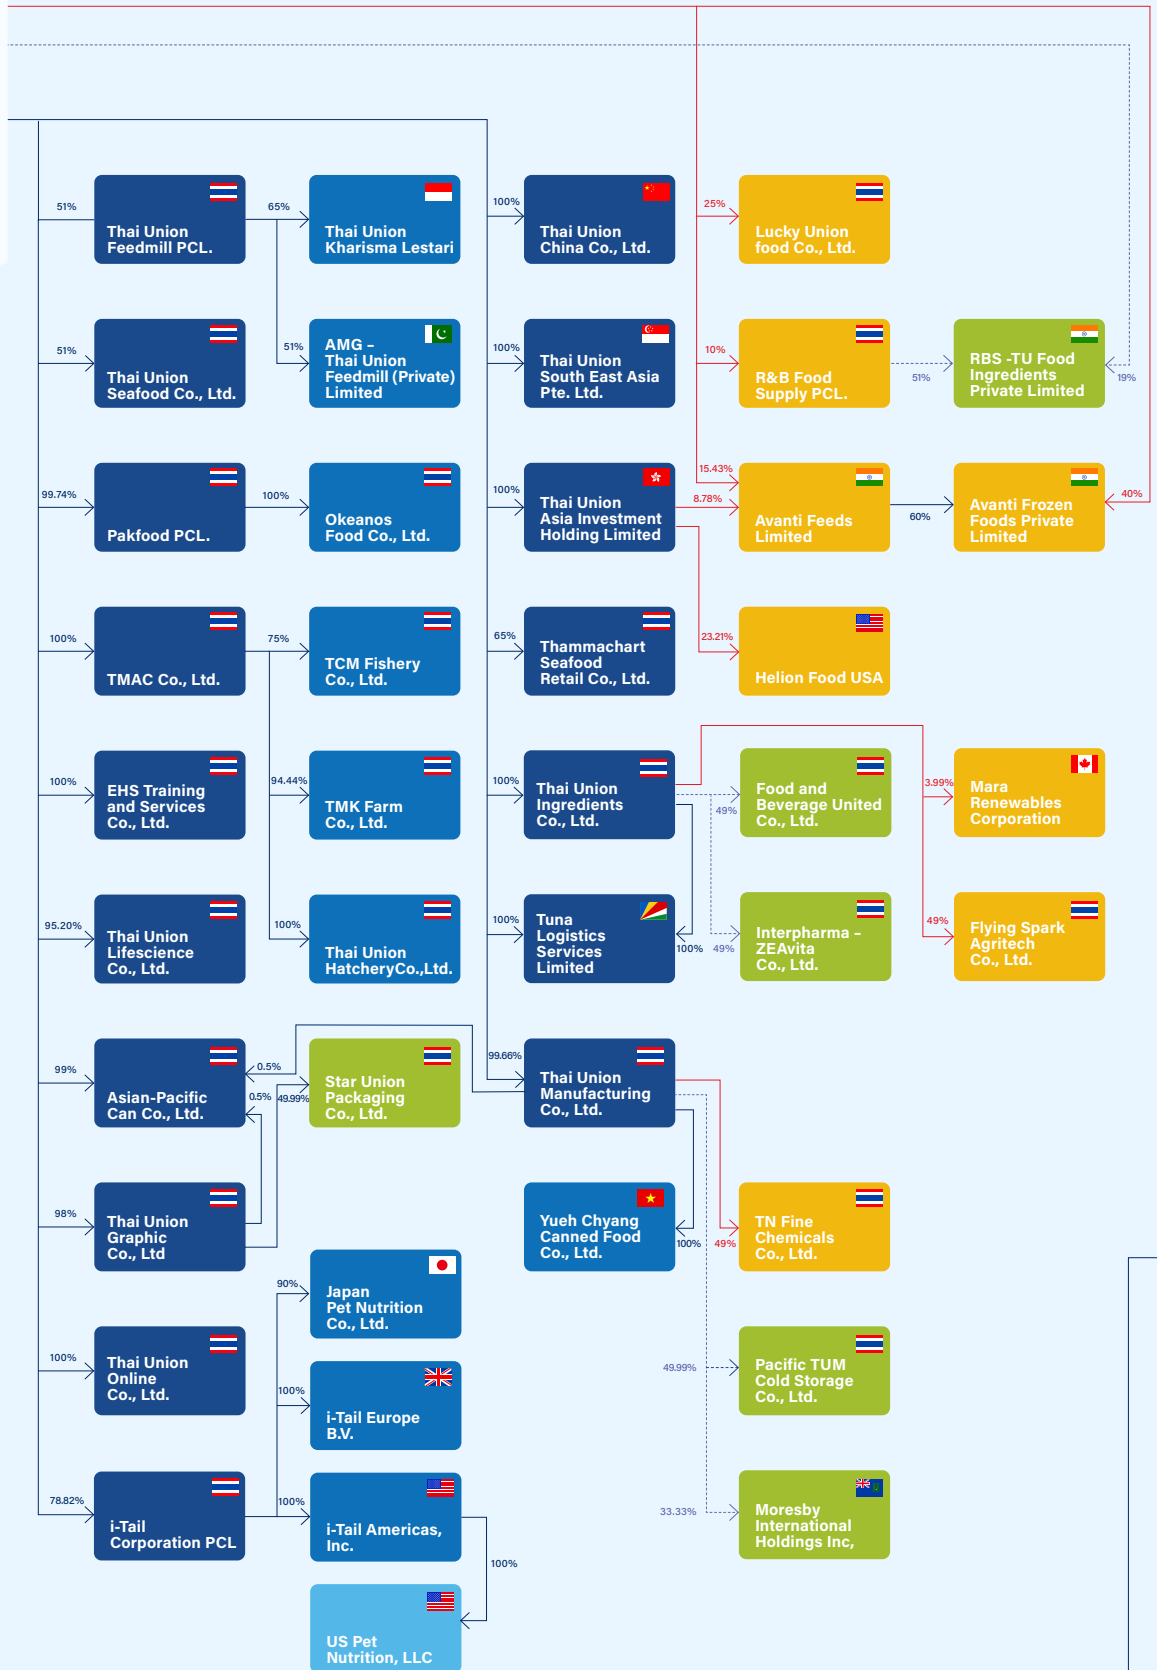 51%
Thai Union
Feedmill PCL.
65%
Thai Union
Kharisma Lestari
100%
Thai Union
China Co., Ltd.
25%
Lucky Union
food Co., Ltd.
51%
Thai Union
Seafood Co., Ltd.
51%
AMG –
Thai Union
Feedmill (Private)
Limited
100%
Thai Union
South East Asia
Pte. Ltd.
10%
R&B Food
Supply PCL.
51%
RBS -TU Food
Ingredients
Private Limited
19%
99.74%
Pakfood PCL.
100%
Okeanos
Food Co., Ltd.
100%
Thai Union
Asia Investment
Holding Limited
15.43%
8.78%
Avanti Feeds
Limited
60%
Avanti Frozen
Foods Private
Limited
40%
100%
TMAC Co., Ltd.
75%
TCM Fishery
Co., Ltd.
65%
Thammachart
Seafood
Retail Co., Ltd.
23.21%
Helion Food USA
100%
EHS Training
and Services
Co., Ltd.
94.44%
TMK Farm
Co., Ltd.
100%
Thai Union
Ingredients
Co., Ltd.
49%
Food and
Beverage United
Co., Ltd.
3.99%
Mara
Renewables
Corporation
95.20%
Thai Union
Lifescience
Co., Ltd.
100%
Thai Union
HatcheryCo.,Ltd.
100%
Tuna
Logistics
Services
Limited
100%
49%
Interpharma –
ZEAvita
Co., Ltd.
49%
Flying Spark
Agritech
Co., Ltd.
99%
Asian-Pacific
Can Co., Ltd.
0.5%
0.5%
49.99%
Star Union
Packaging
Co., Ltd.
99.66%
Thai Union
Manufacturing
Co., Ltd.
98%
Thai Union
Graphic
Co., Ltd
Yueh Chyang
Canned Food
Co., Ltd.
100%
49%
TN Fine
Chemicals
Co., Ltd.
90%
Japan
Pet Nutrition
Co., Ltd.
100%
Thai Union
Online
Co., Ltd.
100%
i-Tail Europe
B.V.
49.99%
Pacific TUM
Cold Storage
Co., Ltd.
78.82%
i-Tail
Corporation PCL
100%
i-Tail Americas,
Inc.
100%
33.33%
Moresby
International
Holdings Inc,
US Pet
Nutrition, LLC